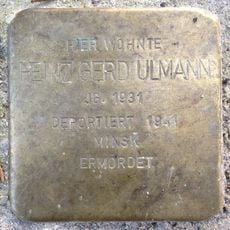 HIER WOHNTE
HEINZ GERD ULMANN
JG. 1931
DEPORTIERT 1941
MINSK
ERMORDET